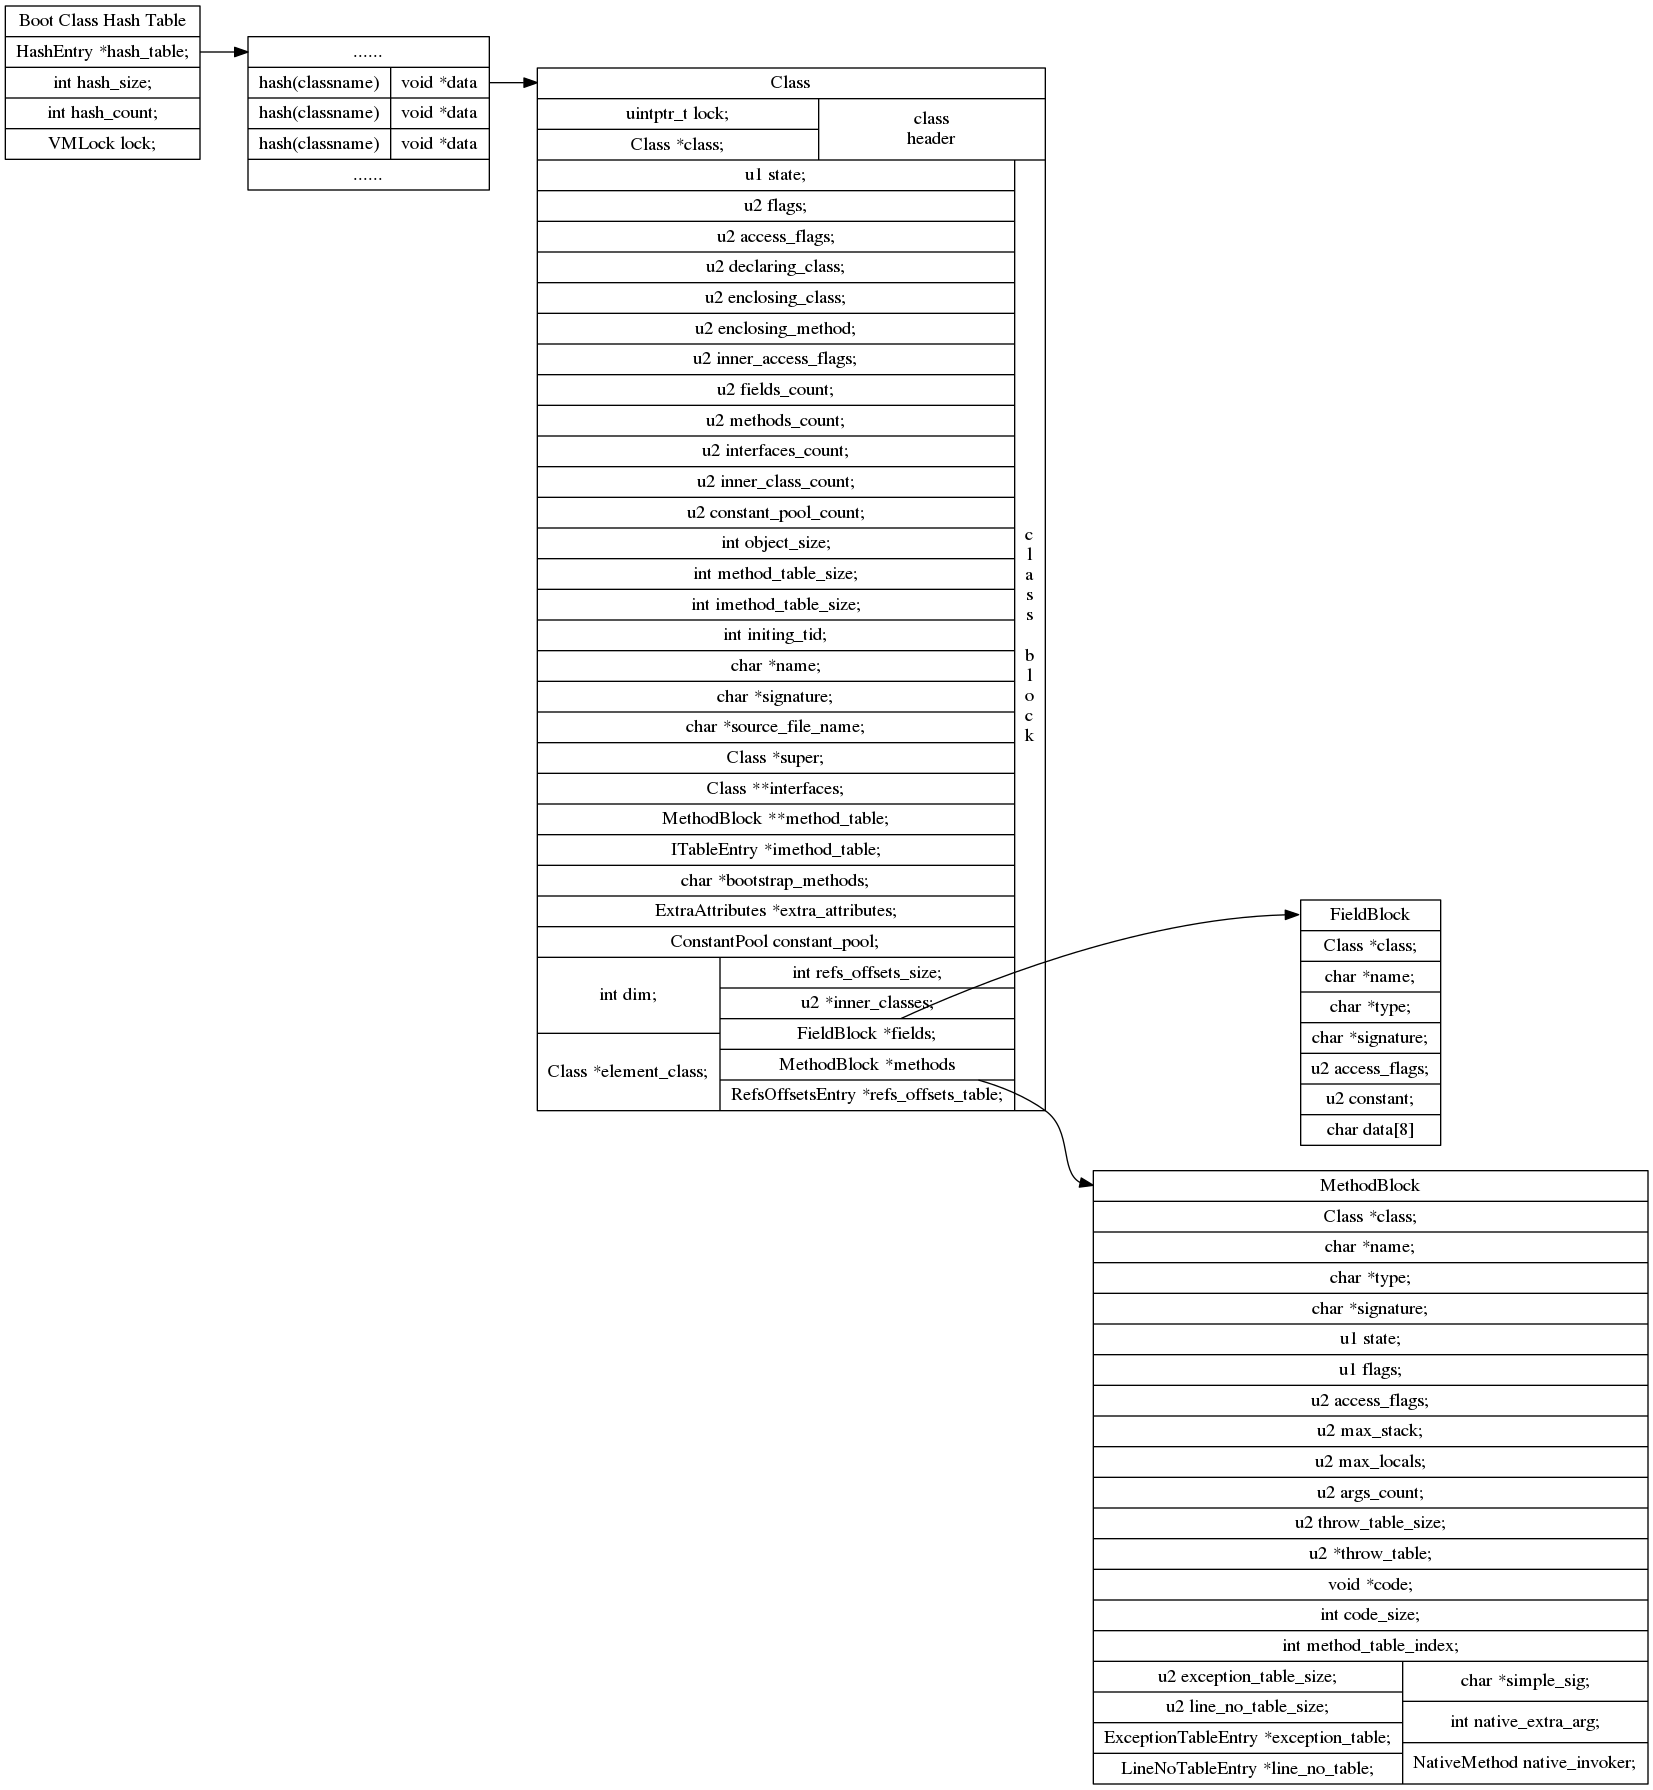 Boot Class Hash Table
HashEntry *hash_table;
int hash_size;
int hash_count;
VMLock lock;
......
hash(classname) void *data
hash(classname) void *data
hash(classname) void *data
......
Class
uintptr_t lock;
Class *class;
class
header
u1 state;
u2 flags;
u2 access_flags;
u2 declaring_class;
u2 enclosing_class;
u2 enclosing_method;
u2 inner_access_flags;
u2 fields_count;
u2 methods_count;
u2 interfaces_count;
u2 inner_class_count;
u2 constant_pool_count;
int object_size;
int method_table_size;
int imethod_table_size;
int initing_tid;
char *name;
char *signature;
char *source_file_name;
Class *super;
Class **interfaces;
MethodBlock **method_table;
ITableEntry *imethod_table;
char *bootstrap_methods;
ExtraAttributes *extra_attributes;
ConstantPool constant_pool;
int dim;
Class *element_class;
int refs_offsets_size;
u2 *inner_classes;
FieldBlock *fields;
MethodBlock *methods
RefsOffsetsEntry *refs_offsets_table;
c
l
a
s
s
b
l
o
c
k
FieldBlock
Class *class;
char *name;
char *type;
char *signature;
u2 access_flags;
u2 constant;
char data[8]
MethodBlock
Class *class;
char *name;
char *type;
char *signature;
u1 state;
u1 flags;
u2 access_flags;
u2 max_stack;
u2 max_locals;
u2 args_count;
u2 throw_table_size;
u2 *throw_table;
void *code;
int code_size;
int method_table_index;
u2 exception_table_size;
u2 line_no_table_size;
ExceptionTableEntry *exception_table;
LineNoTableEntry *line_no_table;
char *simple_sig;
int native_extra_arg;
NativeMethod native_invoker;